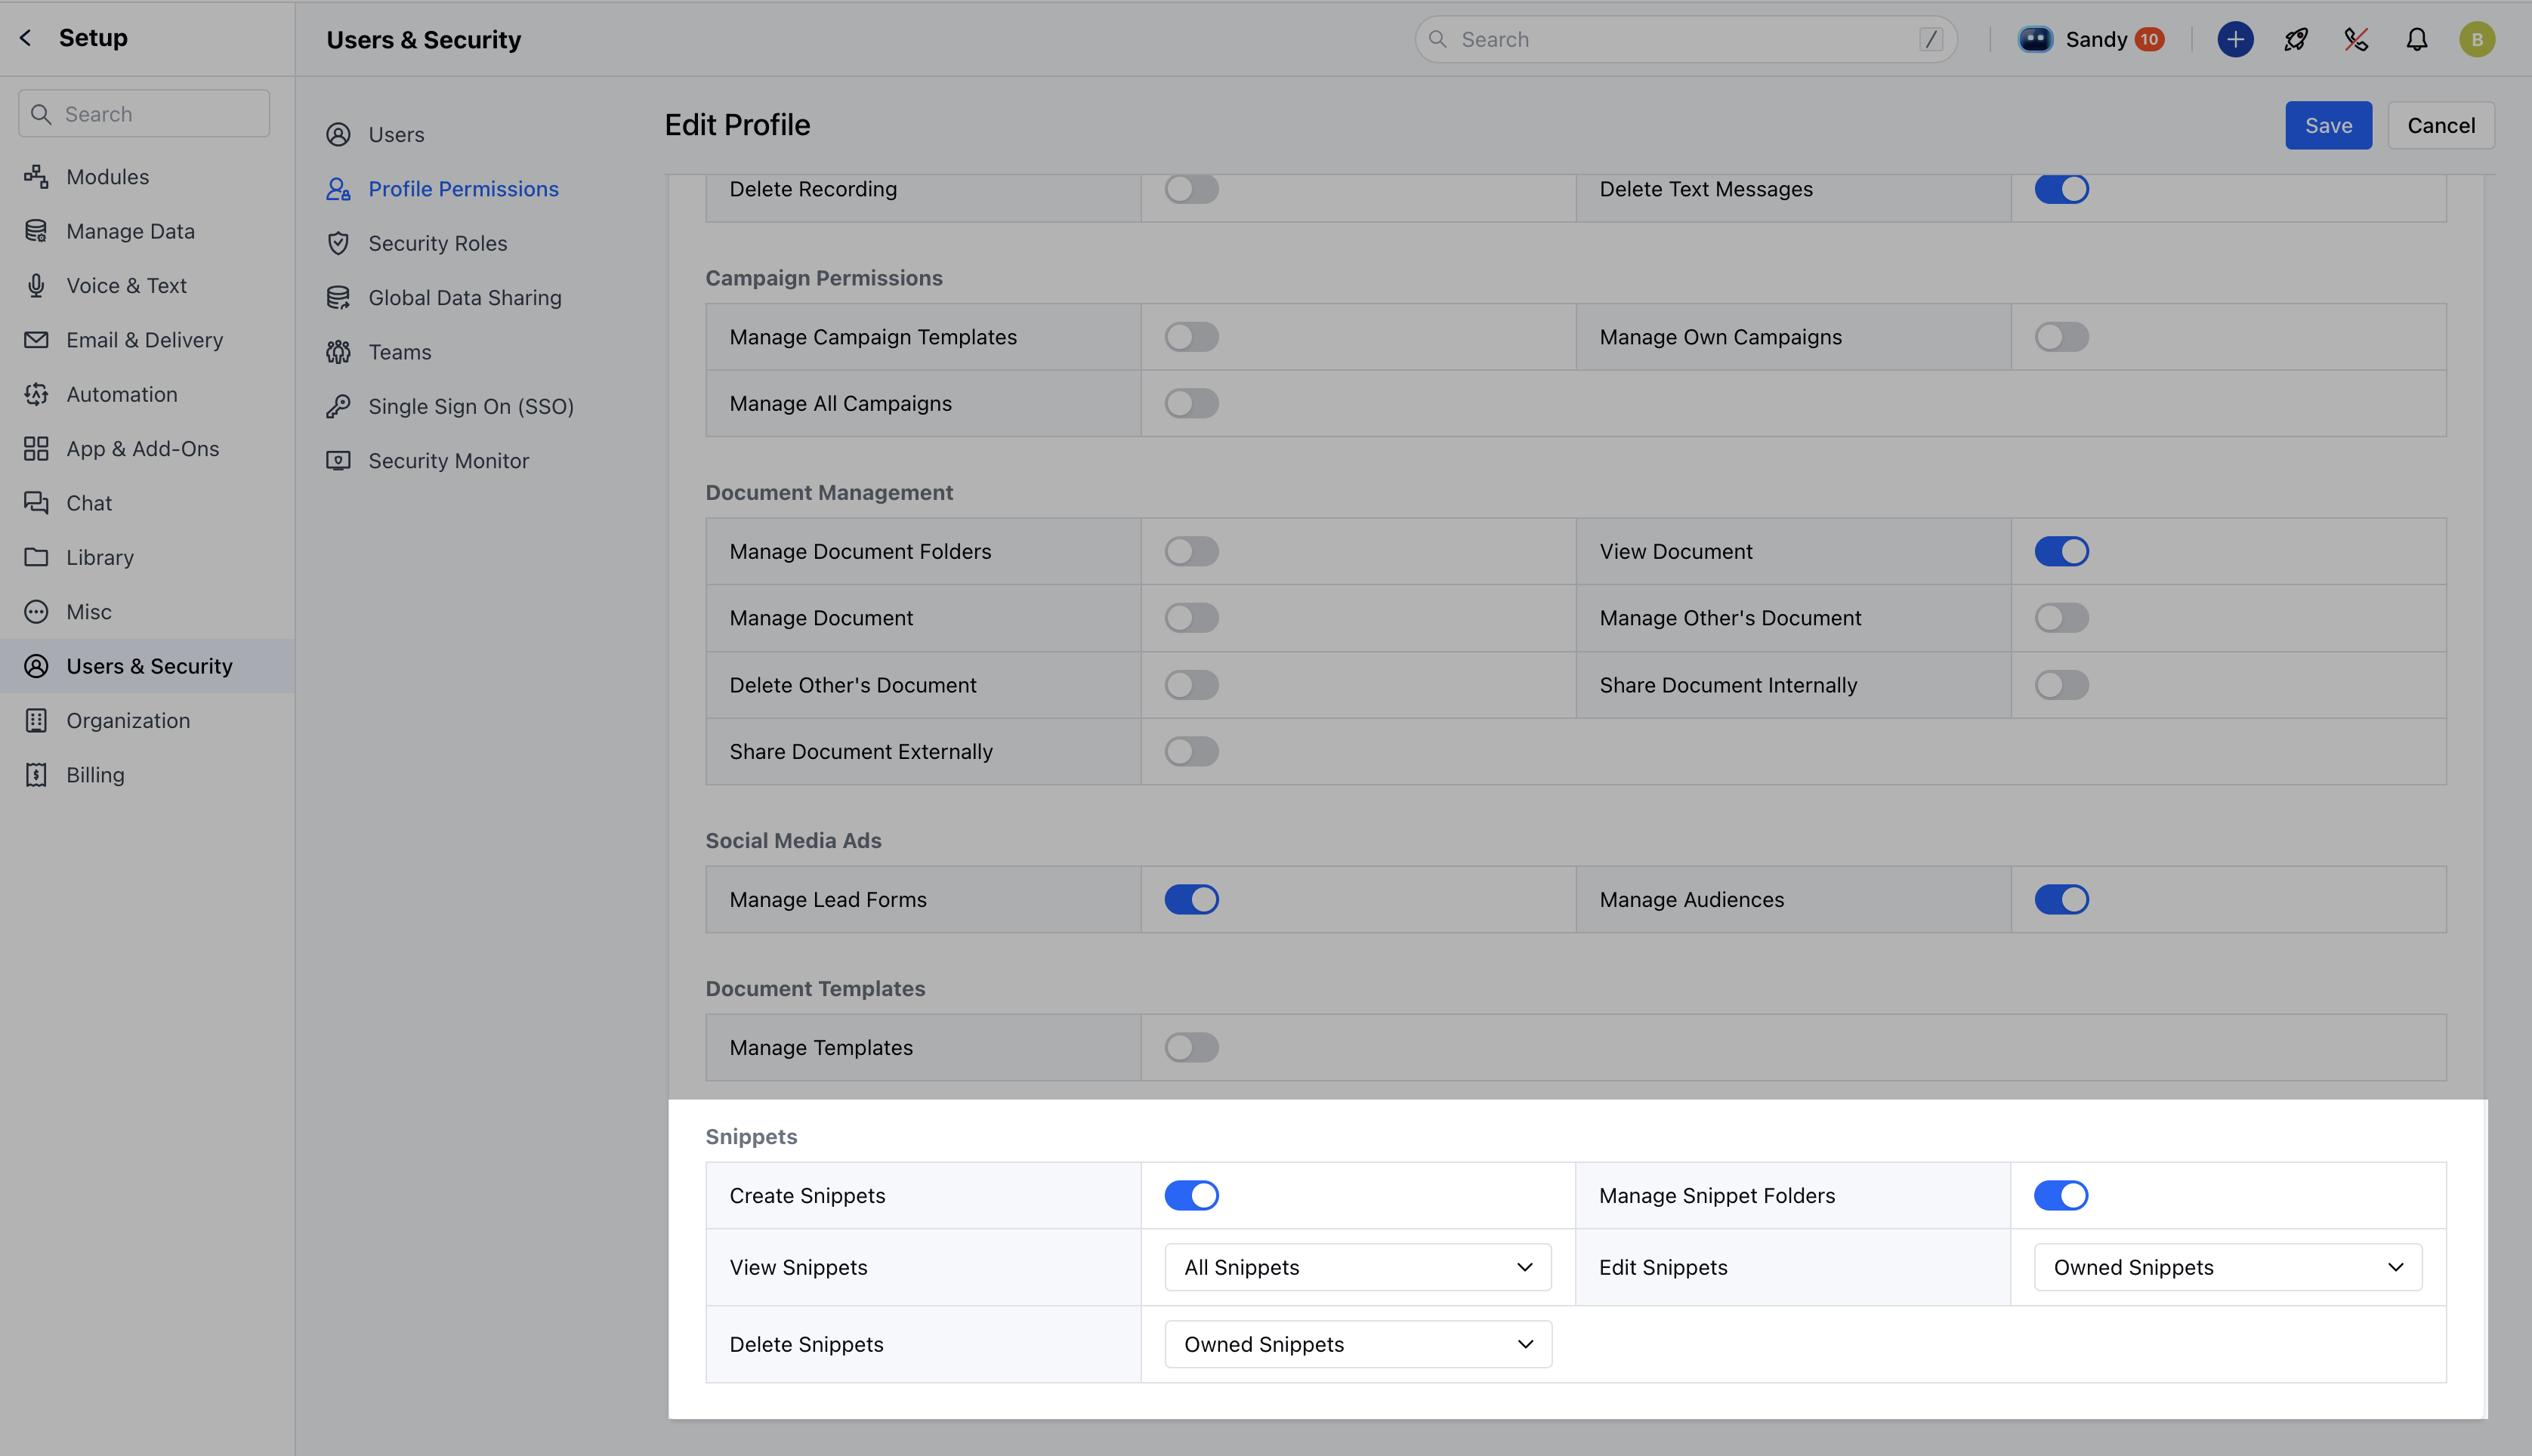 Setup
Users & Security
Search
/
Sandy
10
B
Search
Modules
Manage Data
Voice & Text
Email & Delivery
Automation
App & Add-Ons
Chat
Library
Misc
Users & Security
Organization
Billing
Users
Profile Permissions
Security Roles
Global Data Sharing
Teams
Single Sign On (SSO)
Security Monitor
Edit Profile
Save
Cancel
Delete Recording
Delete Text Messages
Campaign Permissions
Manage Campaign Templates
Manage Own Campaigns
Manage All Campaigns
Document Management
Manage Document Folders
View Document
Manage Document
Manage Other's Document
Delete Other's Document
Share Document Internally
Share Document Externally
Social Media Ads
Manage Lead Forms
Manage Audiences
Document Templates
Manage Templates
Snippets
Create Snippets
Manage Snippet Folders
View Snippets
All Snippets
Edit Snippets
Owned Snippets
Delete Snippets
Owned Snippets